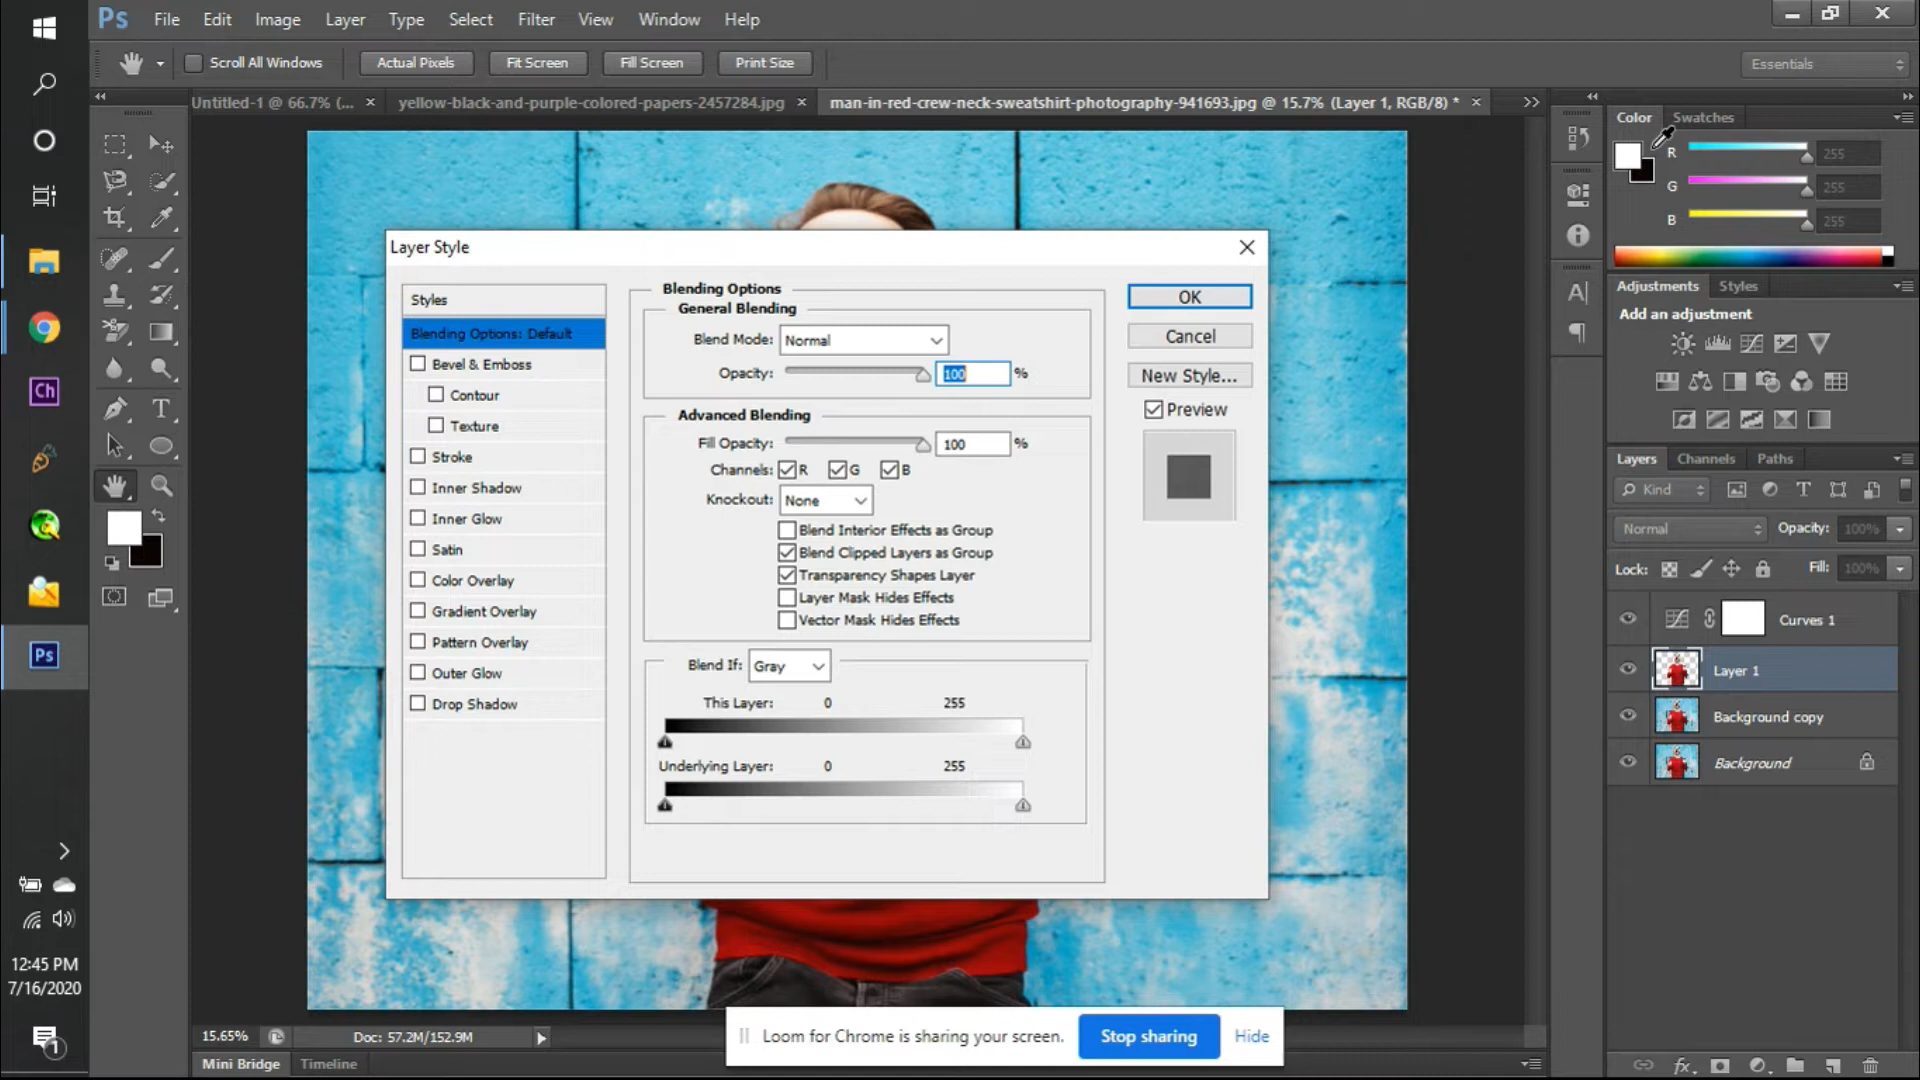 Ps File Edit Image Layer Type Select Filter View Window Help
Scroll All Windows Actual Pixels Fit Screen Fill Screen Print Size Essentials
Untitled-1 @ 66.7% (... × yellow-black-and-purple-colored-papers-2457284.jpg × man-in-red-crew-neck-sweatshirt-photography-941693.jpg @ 15.7% (Layer 1, RGB/8) * ×
Color Swatches
R 255
G 255
B 255
Adjustments Styles
Add an adjustment
Layers Channels Paths
Kind
Normal Opacity: 100%
Lock: Fill: 100%
Curves 1
Layer 1
Background copy
Background
Layer Style
Styles
Blending Options: Default
Bevel & Emboss
Contour
Texture
Stroke
Inner Shadow
Inner Glow
Satin
Color Overlay
Gradient Overlay
Pattern Overlay
Outer Glow
Drop Shadow
Blending Options
General Blending
Blend Mode: Normal
Opacity: 100 %
Advanced Blending
Fill Opacity: 100 %
Channels: R G B
Knockout: None
Blend Interior Effects as Group
Blend Clipped Layers as Group
Transparency Shapes Layer
Layer Mask Hides Effects
Vector Mask Hides Effects
Blend If: Gray
This Layer: 0 255
Underlying Layer: 0 255
OK
Cancel
New Style...
Preview
Ch
Ps
12:45 PM
7/16/2020
1
15.65% Doc: 57.2M/152.9M
Mini Bridge Timeline
Loom for Chrome is sharing your screen. Stop sharing Hide
fx